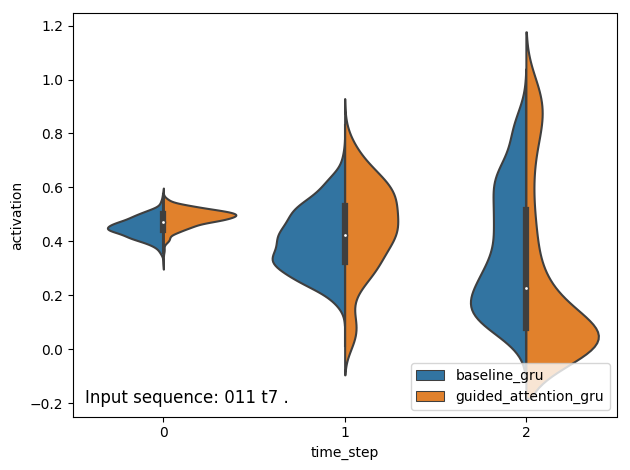 1.2
1.0
0.8
0.6
0.4
0.2
0.0
−0.2
activation
Input sequence: 011 t7 .
baseline_gru
guided_attention_gru
0 1 2
time_step